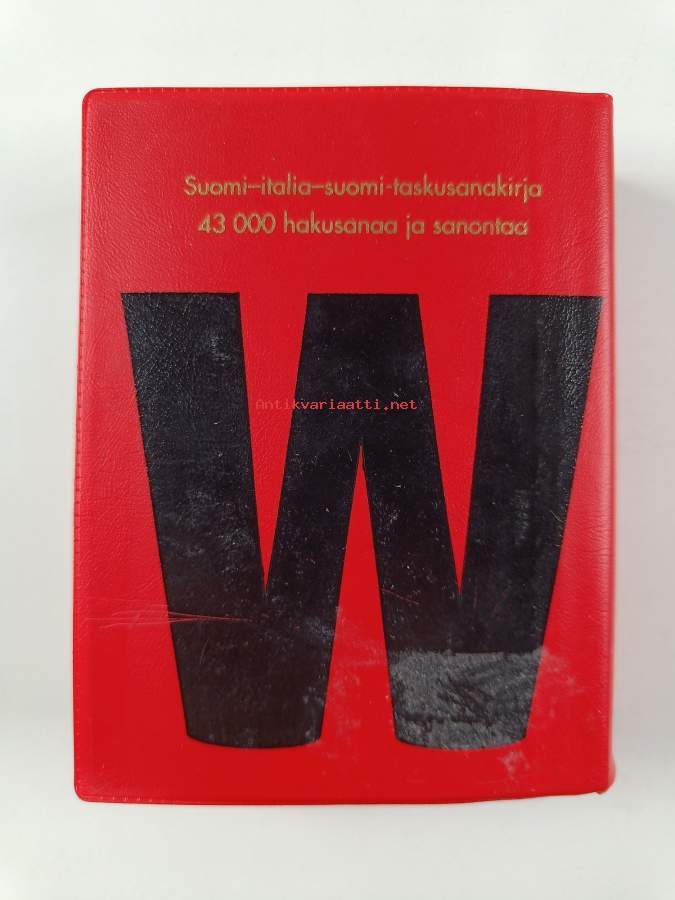 Suomi–italia–suomi-taskusanakirja
43 000 hakusanaa ja sanontaa
W
Antikvariaatti.net